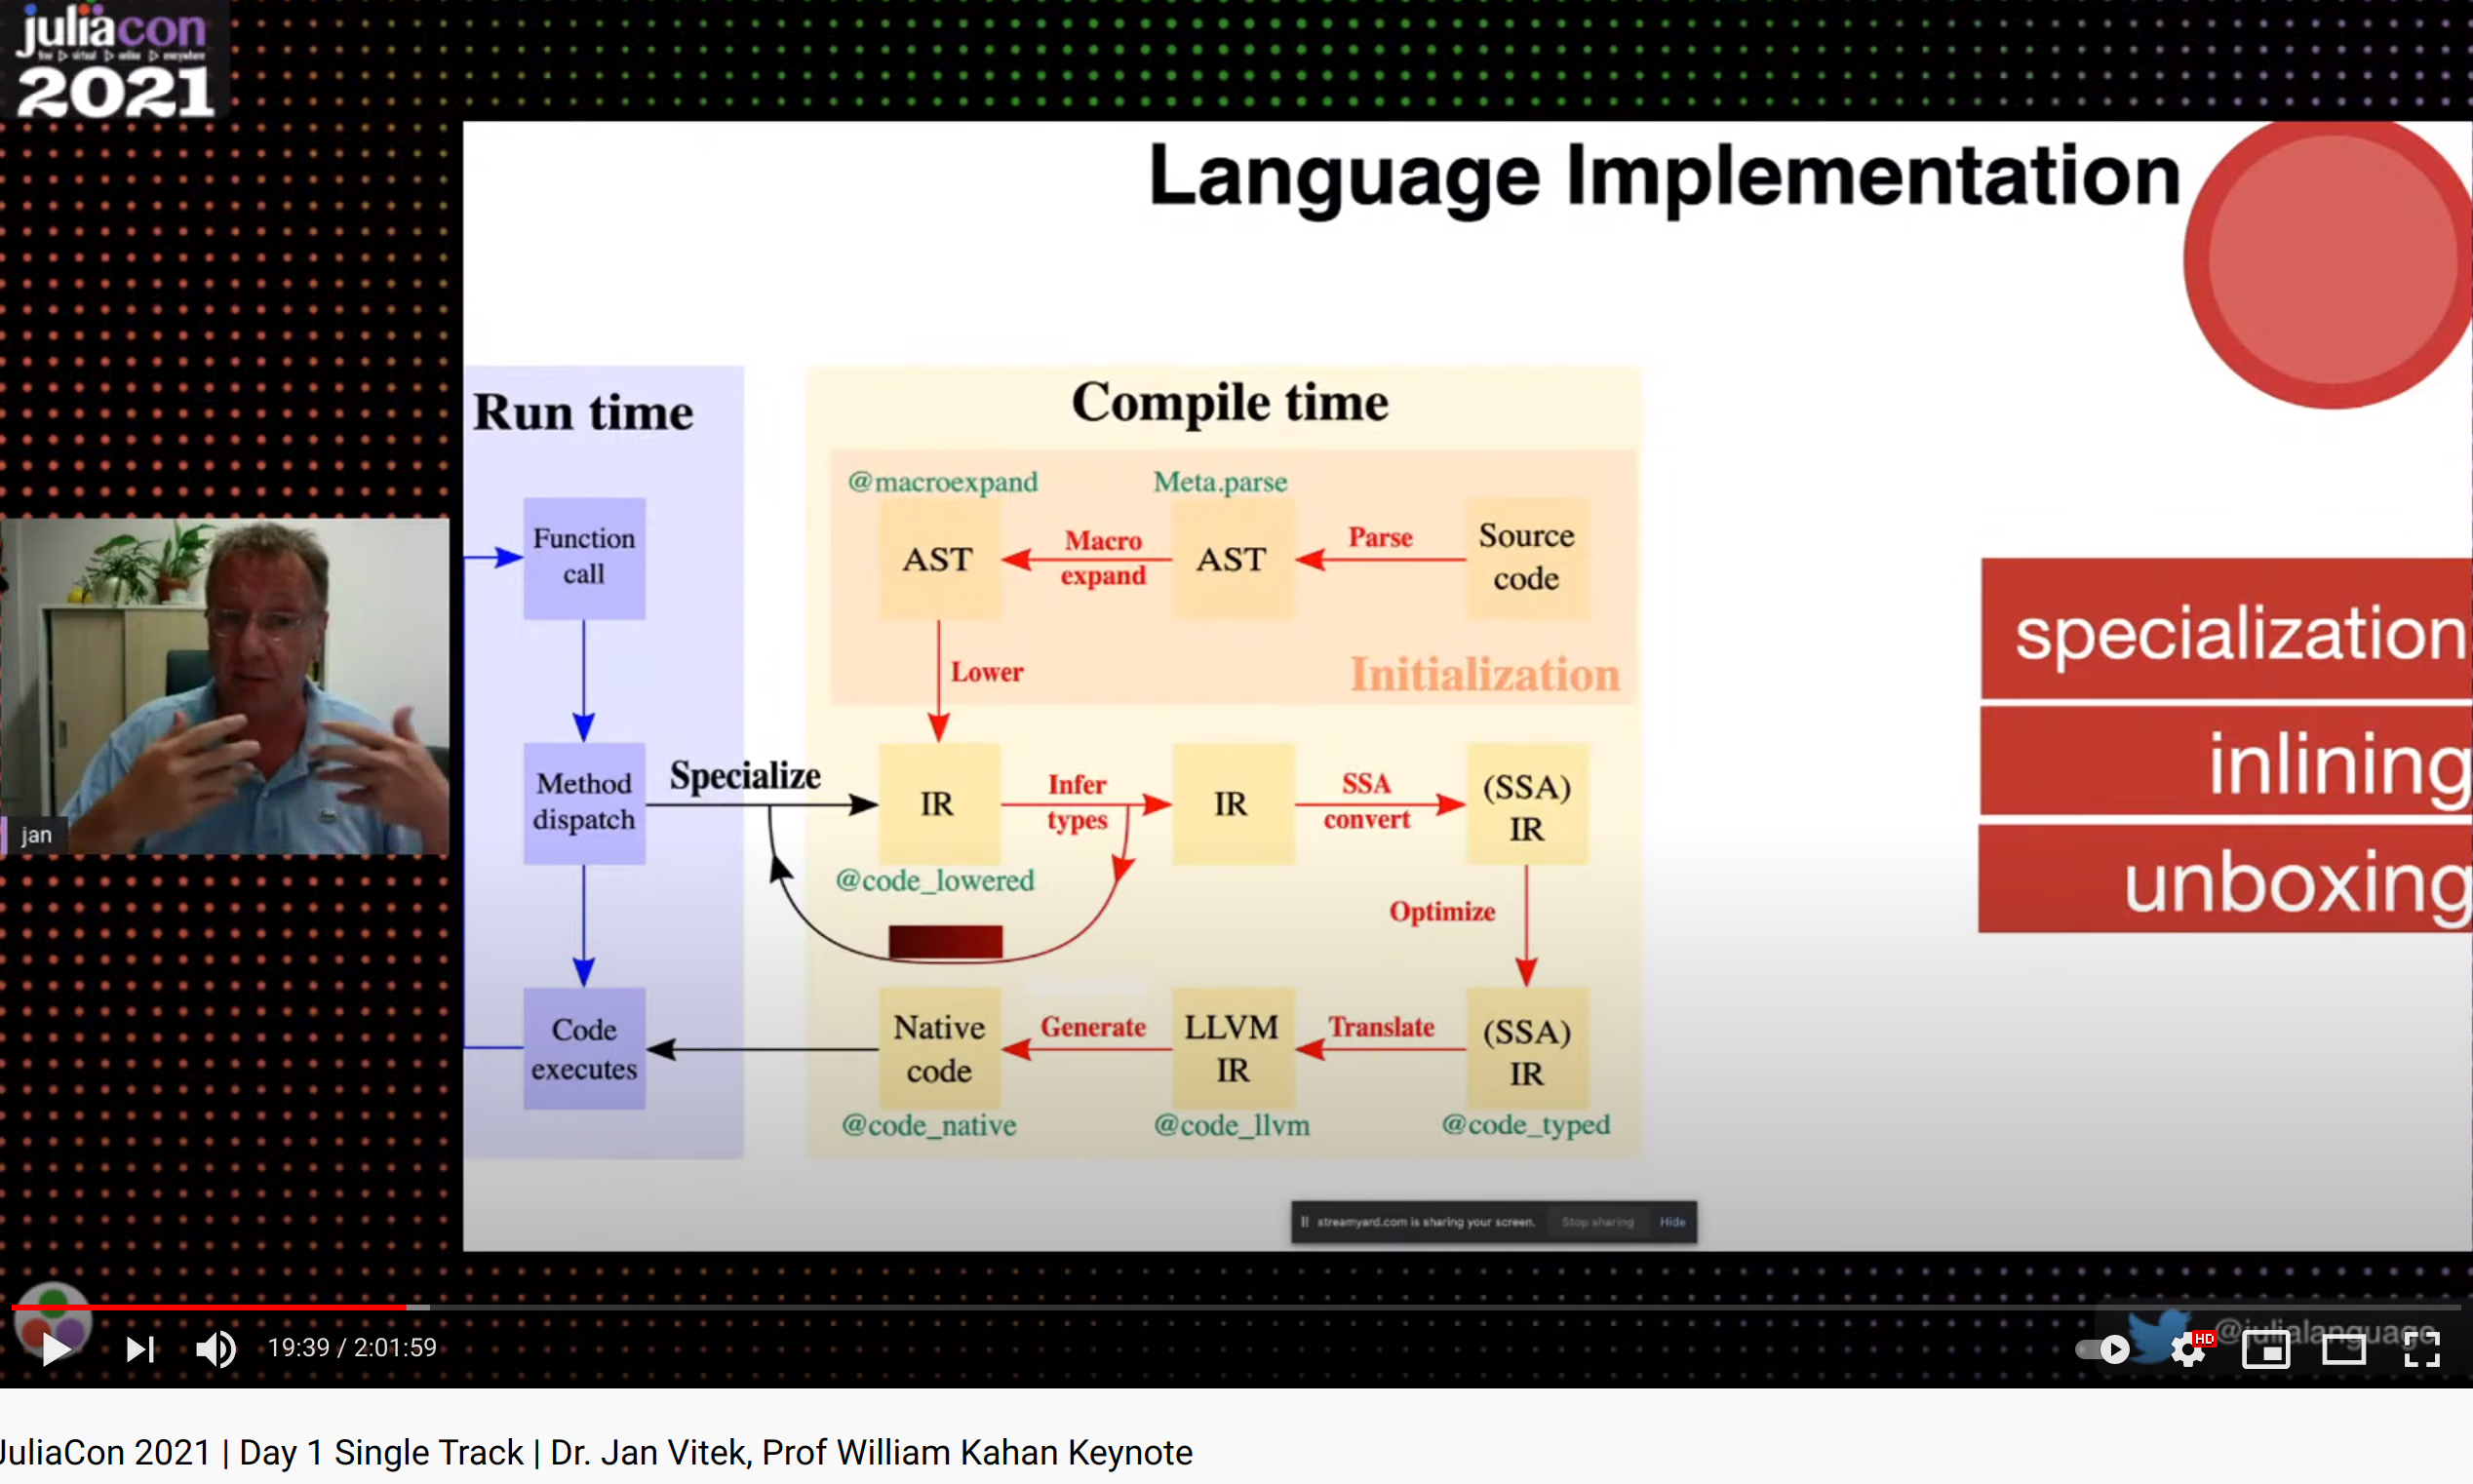 juliacon
free ▷ virtual ▷ online ▷ everywhere
2021
Language Implementation
Run time
Function
call
Method
dispatch
Code
executes
Specialize
Compile time
@macroexpand
Meta.parse
AST
Macro
expand
AST
Parse
Source
code
Lower
Initialization
IR
Infer
types
IR
SSA
convert
(SSA)
IR
@code_lowered
Optimize
Native
code
Generate
LLVM
IR
Translate
(SSA)
IR
@code_native
@code_llvm
@code_typed
specialization
inlining
unboxing
jan
streamyard.com is sharing your screen.
Stop sharing
Hide
19:39 / 2:01:59
HD
@julialanguage
JuliaCon 2021 | Day 1 Single Track | Dr. Jan Vitek, Prof William Kahan Keynote